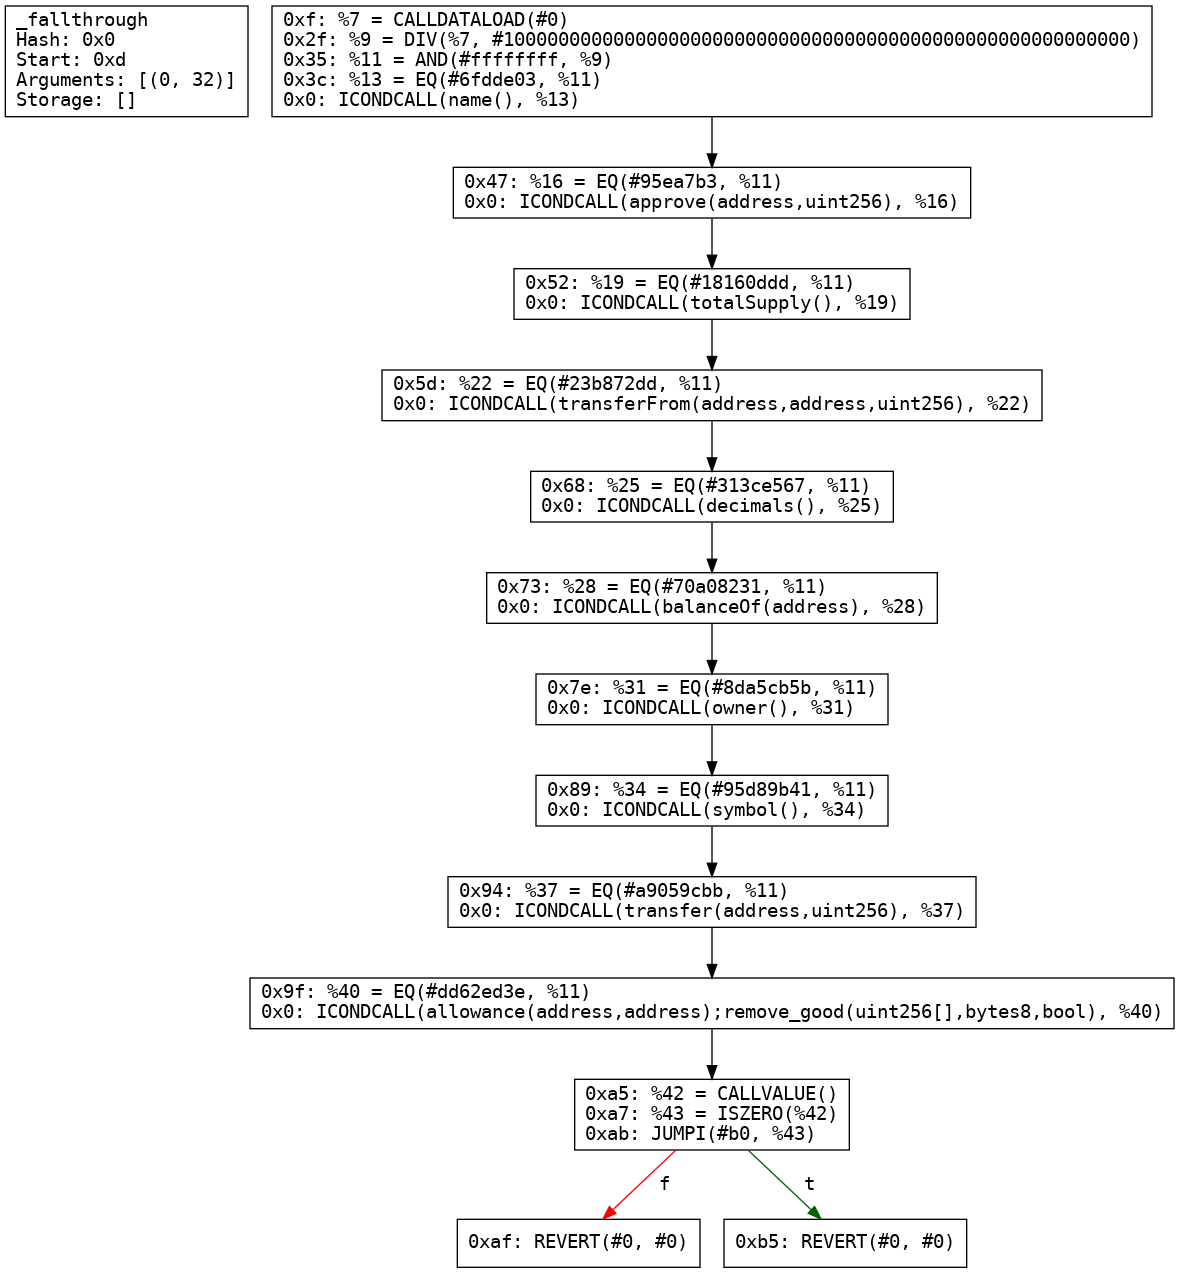 _fallthrough
Hash: 0x0
Start: 0xd
Arguments: [(0, 32)]
Storage: []
0xf: %7 = CALLDATALOAD(#0)
0x2f: %9 = DIV(%7, #100000000000000000000000000000000000000000000000000000000)
0x35: %11 = AND(#ffffffff, %9)
0x3c: %13 = EQ(#6fdde03, %11)
0x0: ICONDCALL(name(), %13)
0x47: %16 = EQ(#95ea7b3, %11)
0x0: ICONDCALL(approve(address,uint256), %16)
0x52: %19 = EQ(#18160ddd, %11)
0x0: ICONDCALL(totalSupply(), %19)
0x5d: %22 = EQ(#23b872dd, %11)
0x0: ICONDCALL(transferFrom(address,address,uint256), %22)
0x68: %25 = EQ(#313ce567, %11)
0x0: ICONDCALL(decimals(), %25)
0x73: %28 = EQ(#70a08231, %11)
0x0: ICONDCALL(balanceOf(address), %28)
0x7e: %31 = EQ(#8da5cb5b, %11)
0x0: ICONDCALL(owner(), %31)
0x89: %34 = EQ(#95d89b41, %11)
0x0: ICONDCALL(symbol(), %34)
0x94: %37 = EQ(#a9059cbb, %11)
0x0: ICONDCALL(transfer(address,uint256), %37)
0x9f: %40 = EQ(#dd62ed3e, %11)
0x0: ICONDCALL(allowance(address,address);remove_good(uint256[],bytes8,bool), %40)
0xa5: %42 = CALLVALUE()
0xa7: %43 = ISZERO(%42)
0xab: JUMPI(#b0, %43)
f
t
0xaf: REVERT(#0, #0)
0xb5: REVERT(#0, #0)